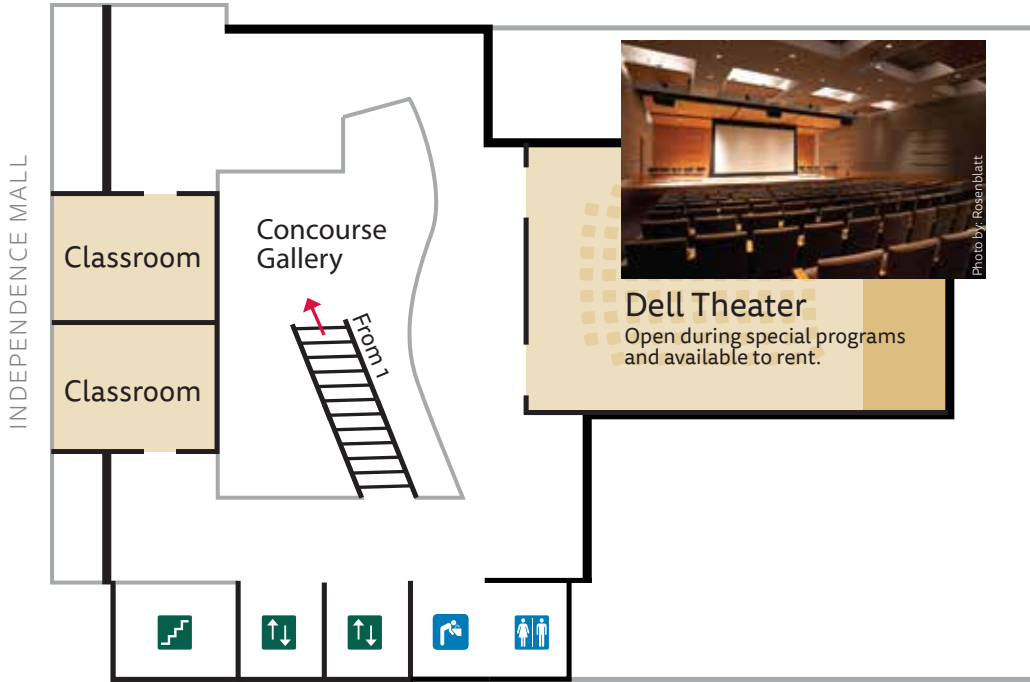 INDEPENDENCE MALL
Classroom
Classroom
Concourse
Gallery
From 1
Photo by: Rosenblatt
Dell Theater
Open during special programs
and available to rent.